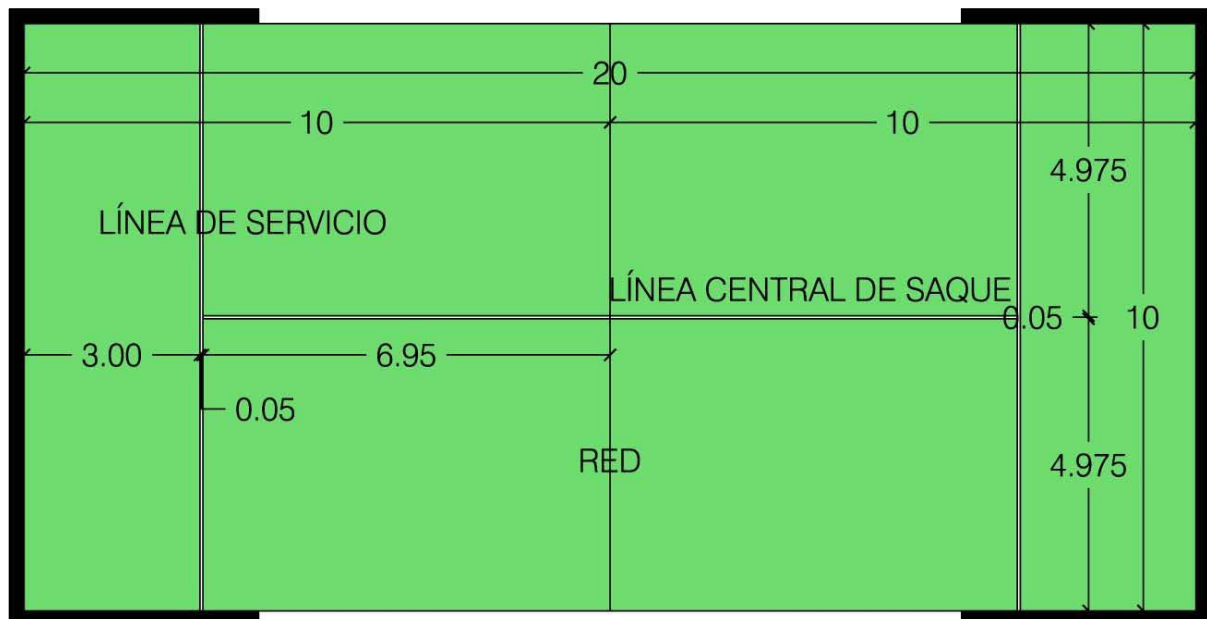 20
10 10
4.975
LÍNEA DE SERVICIO
LÍNEA CENTRAL DE SAQUE
0.05 10
3.00 6.95
0.05
RED
4.975